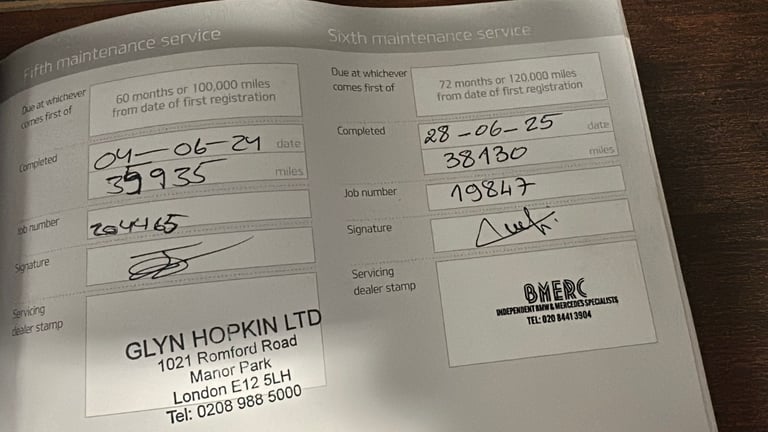 Fifth maintenance service
Due at whichever
comes first of
60 months or 100,000 miles
from date of first registration
Completed
04-06-24 date
39935 miles
Job number
204465
Signature
Servicing
dealer stamp
GLYN HOPKIN LTD
1021 Romford Road
Manor Park
London E12 5LH
Tel: 0208 988 5000
Sixth maintenance service
Due at whichever
comes first of
72 months or 120,000 miles
from date of first registration
Completed
28-06-25 date
38130 miles
Job number
19847
Signature
Servicing
dealer stamp
BMERC
INDEPENDENT BMW & MERCEDES SPECIALISTS
TEL: 020 8441 3904